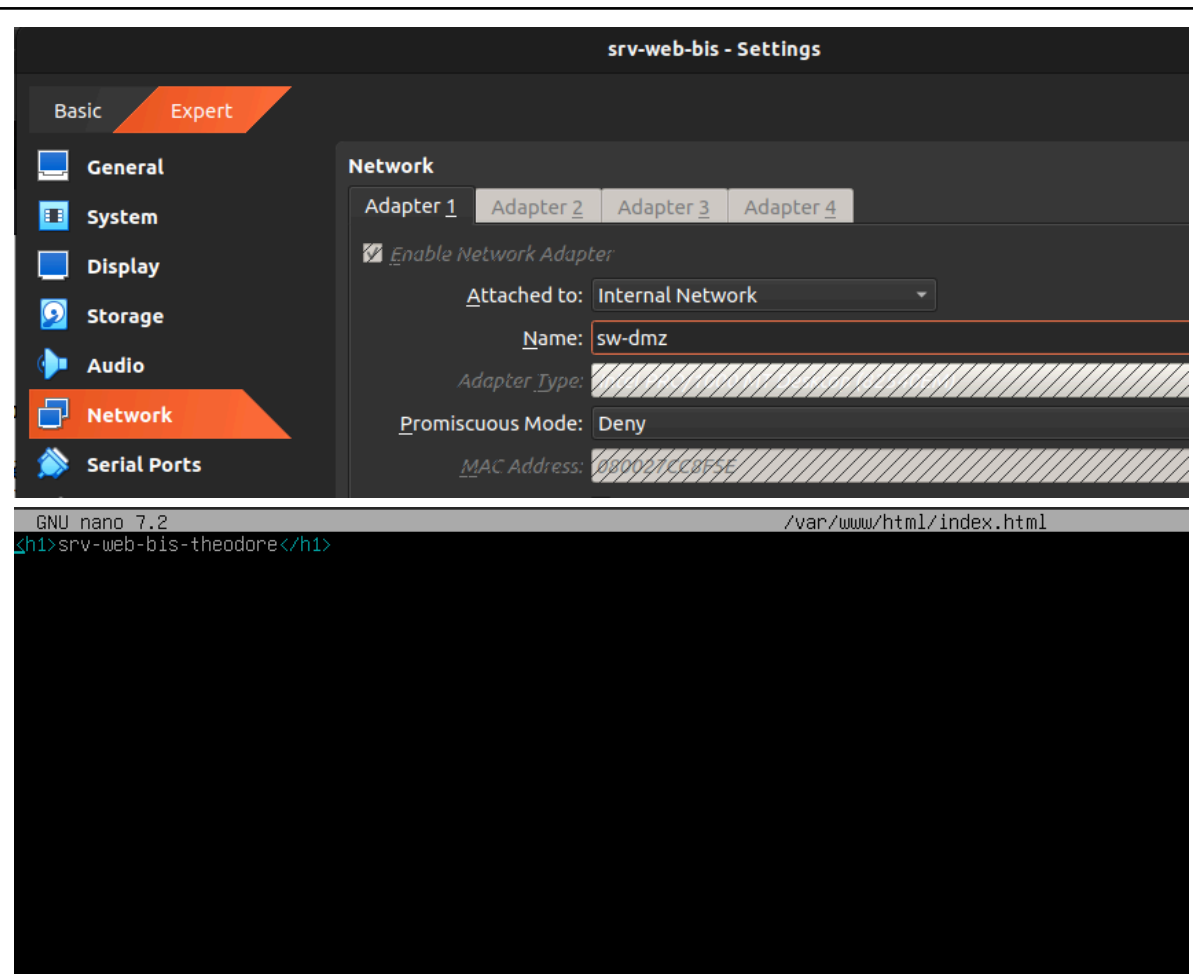 srv-web-bis - Settings
Basic Expert
General
System
Display
Storage
Audio
Network
Serial Ports
Network
Adapter 1 Adapter 2 Adapter 3 Adapter 4
Enable Network Adapter
Attached to: Internal Network
Name: sw-dmz
Adapter Type:
Promiscuous Mode: Deny
MAC Address: 080027CC8F5E
GNU nano 7.2 /var/www/html/index.html
<h1>srv-web-bis-theodore</h1>